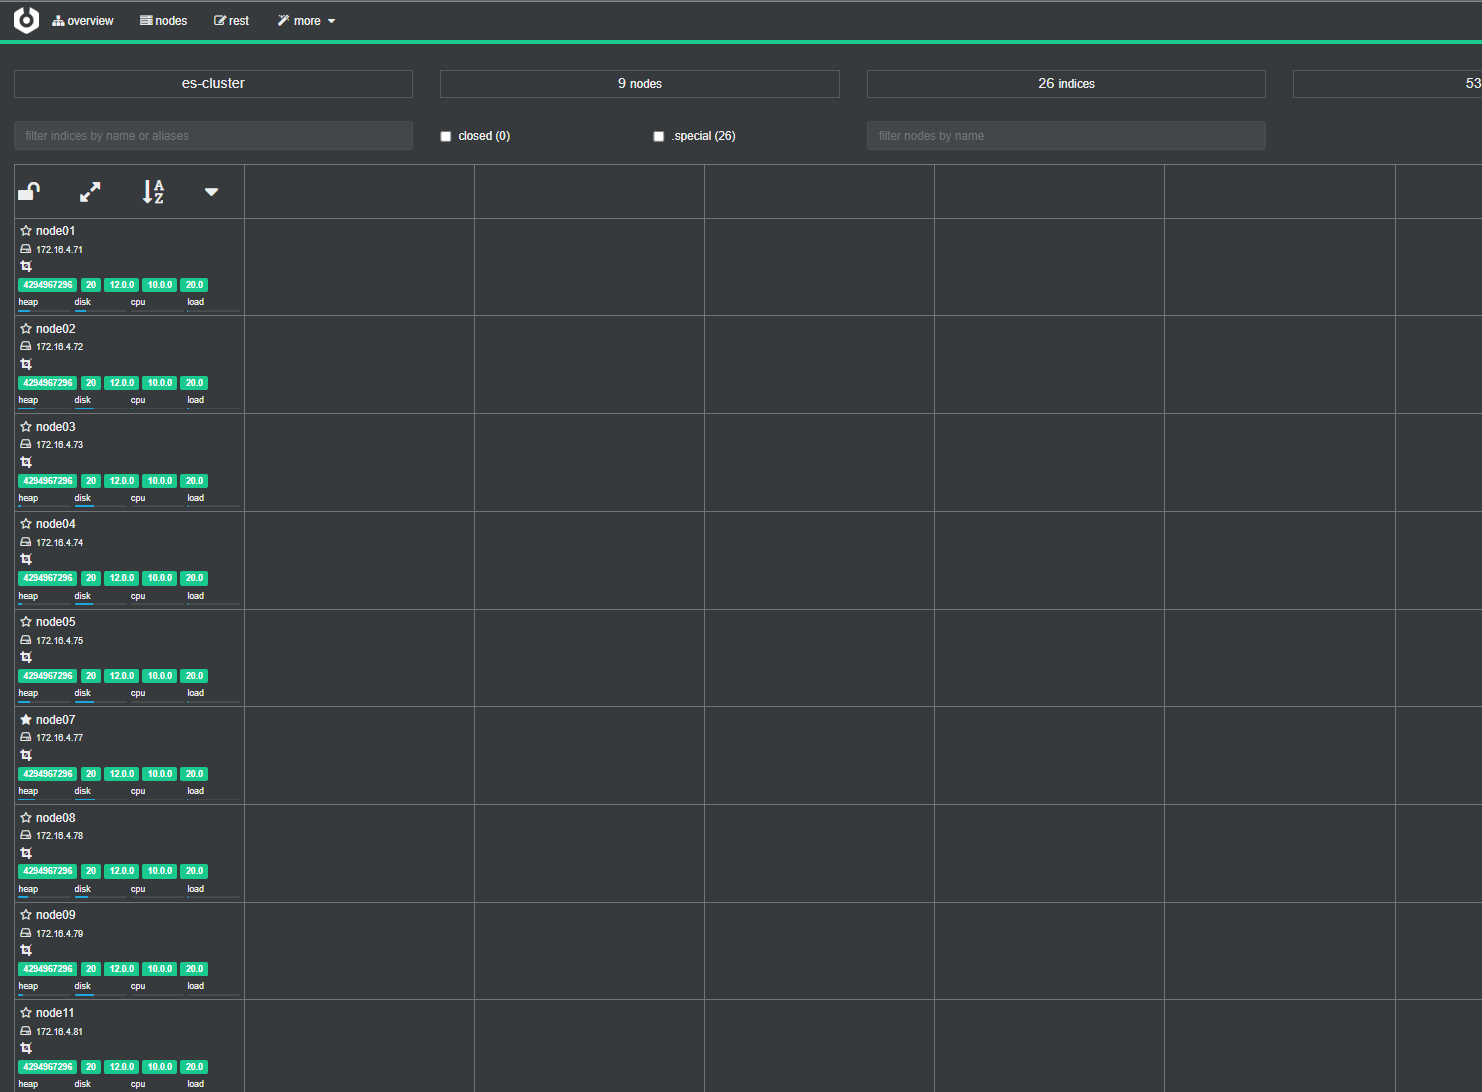 overview nodes rest more
es-cluster 9 nodes 26 indices 53
filter indices by name or aliases closed (0) .special (26) filter nodes by name
node01
172.16.4.71
4294967296 20 12.0.0 10.0.0 20.0
heap disk cpu load
node02
172.16.4.72
4294967296 20 12.0.0 10.0.0 20.0
heap disk cpu load
node03
172.16.4.73
4294967296 20 12.0.0 10.0.0 20.0
heap disk cpu load
node04
172.16.4.74
4294967296 20 12.0.0 10.0.0 20.0
heap disk cpu load
node05
172.16.4.75
4294967296 20 12.0.0 10.0.0 20.0
heap disk cpu load
node07
172.16.4.77
4294967296 20 12.0.0 10.0.0 20.0
heap disk cpu load
node08
172.16.4.78
4294967296 20 12.0.0 10.0.0 20.0
heap disk cpu load
node09
172.16.4.79
4294967296 20 12.0.0 10.0.0 20.0
heap disk cpu load
node11
172.16.4.81
4294967296 20 12.0.0 10.0.0 20.0
heap disk cpu load